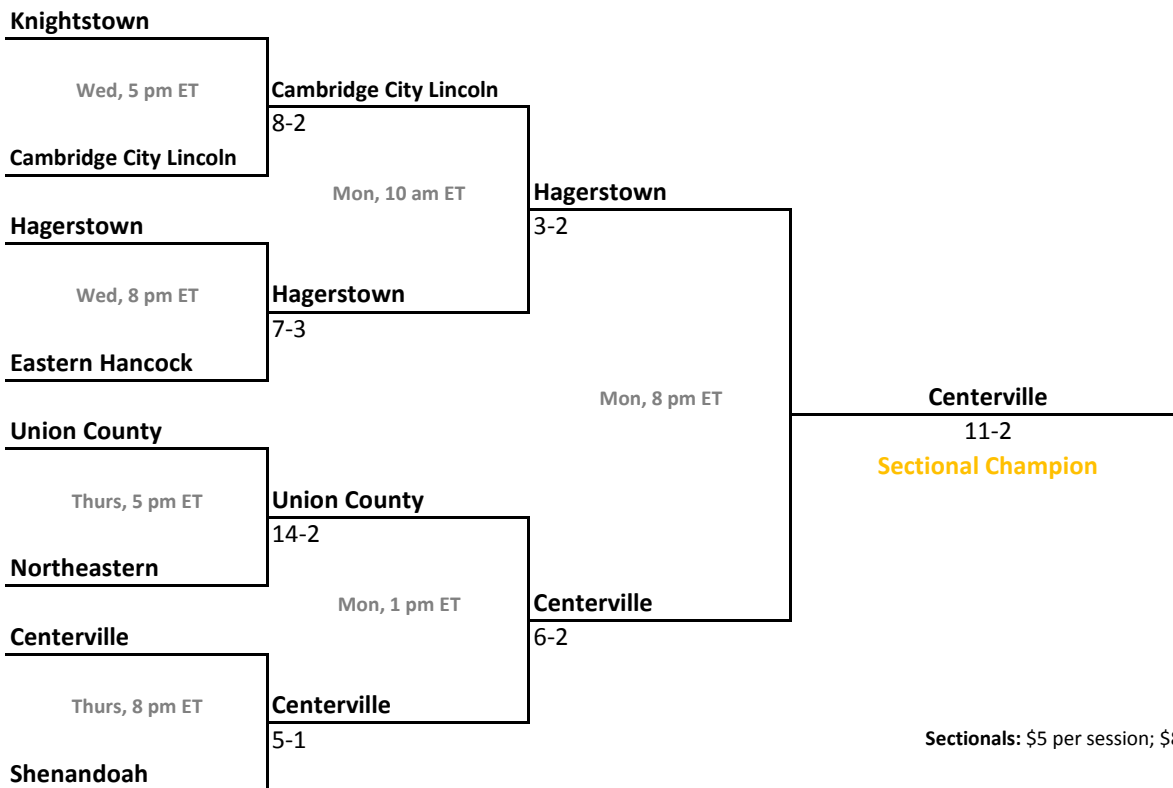 Knightstown
Wed, 5 pm ET
Cambridge City Lincoln
8-2
Cambridge City Lincoln
Mon, 10 am ET
Hagerstown
3-2
Hagerstown
Wed, 8 pm ET
Hagerstown
7-3
Eastern Hancock
Mon, 8 pm ET
Centerville
11-2
Sectional Champion
Union County
Thurs, 5 pm ET
Union County
14-2
Northeastern
Mon, 1 pm ET
Centerville
6-2
Centerville
Thurs, 8 pm ET
Centerville
5-1
Sectionals: $5 per session; $8
Shenandoah